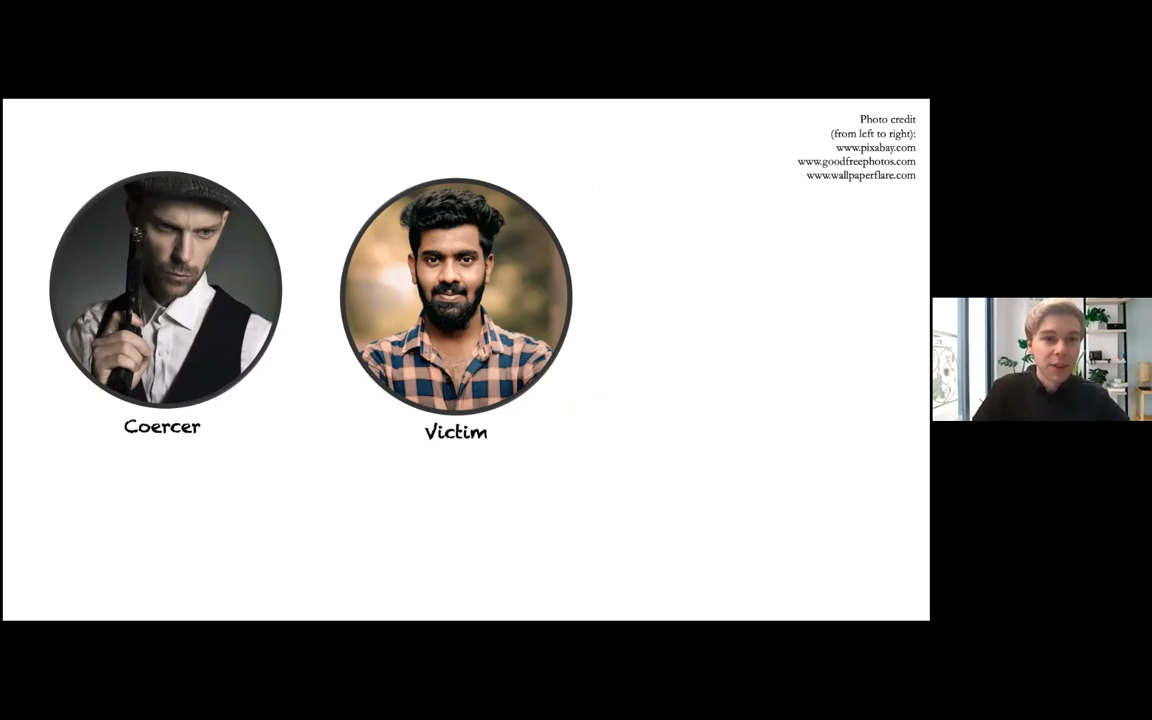 Photo credit
(from left to right):
www.pixabay.com
www.goodfreephotos.com
www.wallpaperflare.com
Coercer
Victim